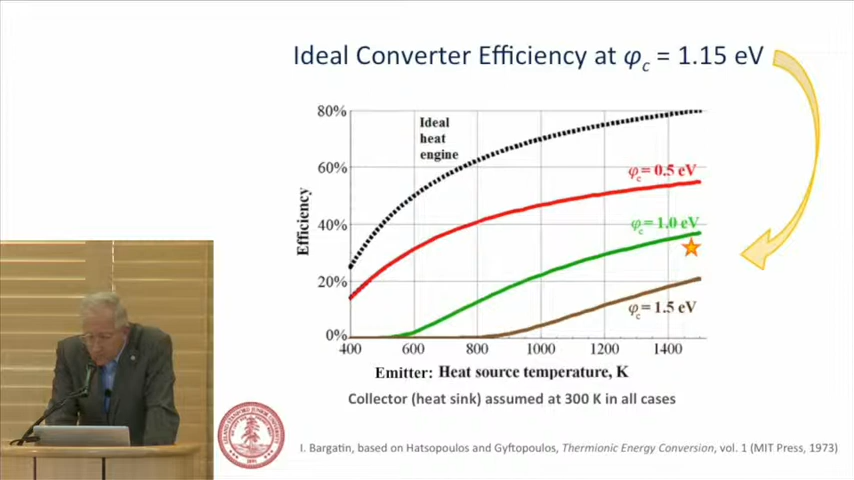 Ideal Converter Efficiency at φc = 1.15 eV
80%
60%
40%
20%
0%
Efficiency
Ideal
heat
engine
φc= 0.5 eV
φc= 1.0 eV
φc= 1.5 eV
400 600 800 1000 1200 1400
Emitter: Heat source temperature, K
Collector (heat sink) assumed at 300 K in all cases
I. Bargatin, based on Hatsopoulos and Gyftopoulos, Thermionic Energy Conversion, vol. 1 (MIT Press, 1973)